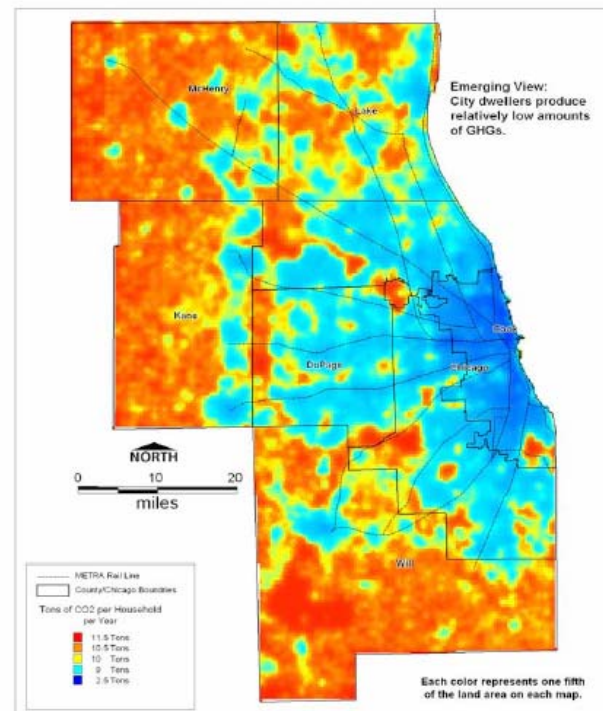 Emerging View:
City dwellers produce
relatively low amounts
of GHGs.
McHenry
Lake
Kane
Cook
DuPage
Chicago
Will
NORTH
0 10 20
miles
METRA Rail Line
County/Chicago Boundries
Tons of CO2 per Household
per Year
11.5 Tons
10.5 Tons
10 Tons
9 Tons
2.5 Tons
Each color represents one fifth
of the land area on each map.